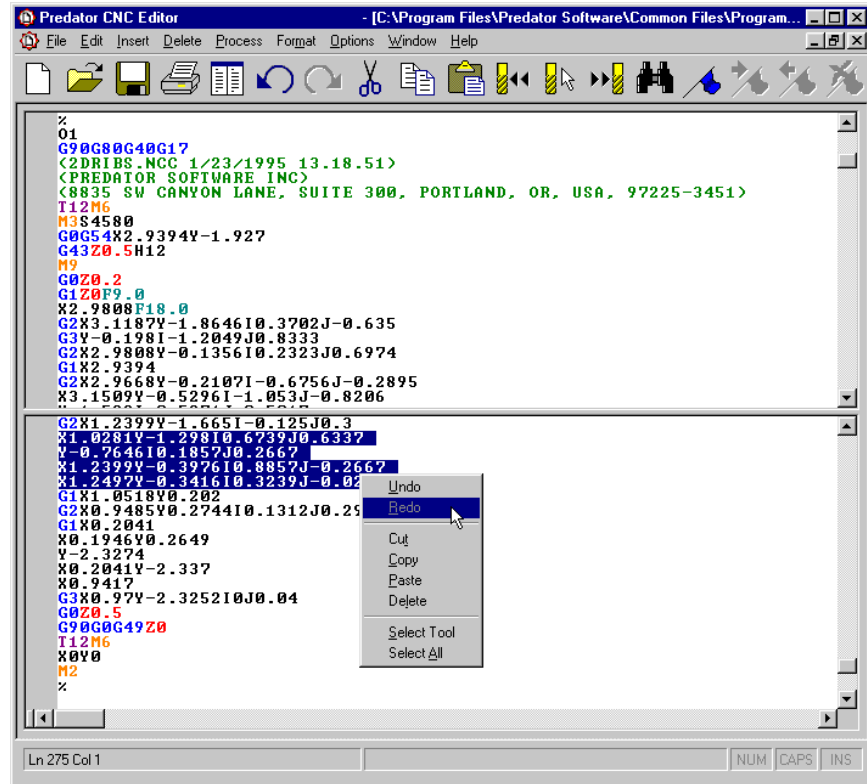 Predator CNC Editor - [C:\Program Files\Predator Software\Common Files\Program...
File Edit Insert Delete Process Format Options Window Help
%
O1
G90G80G40G17
(2DRIBS.NCC 1/23/1995 13.18.51)
(PREDATOR SOFTWARE INC)
(8835 SW CANYON LANE, SUITE 300, PORTLAND, OR, USA, 97225-3451)
T12M6
M3S4580
G0G54X2.9394Y-1.927
G43Z0.5H12
M9
G0Z0.2
G1Z0F9.0
X2.9808F18.0
G2X3.1187Y-1.8646I0.3702J-0.635
G3Y-0.198I-1.2049J0.8333
G2X2.9808Y-0.1356I0.2323J0.6974
G1X2.9394
G2X2.9668Y-0.2107I-0.6756J-0.2895
X3.1509Y-0.5296I-1.053J-0.8206
G2X1.2399Y-1.665I-0.125J0.3
X1.0281Y-1.298I0.6739J0.6337
Y-0.7646I0.1857J0.2667
X1.2399Y-0.3976I0.8857J-0.2667
X1.2497Y-0.3416I0.3239J-0.02
G1X1.0518Y0.202
G2X0.9485Y0.2744I0.1312J0.29
G1X0.2041
X0.1946Y0.2649
Y-2.3274
X0.2041Y-2.337
X0.9417
G3X0.97Y-2.3252I0J0.04
G0Z0.5
G90G0G49Z0
T12M6
X0Y0
M2
%
Undo
Redo
Cut
Copy
Paste
Delete
Select Tool
Select All
Ln 275 Col 1
NUM CAPS INS